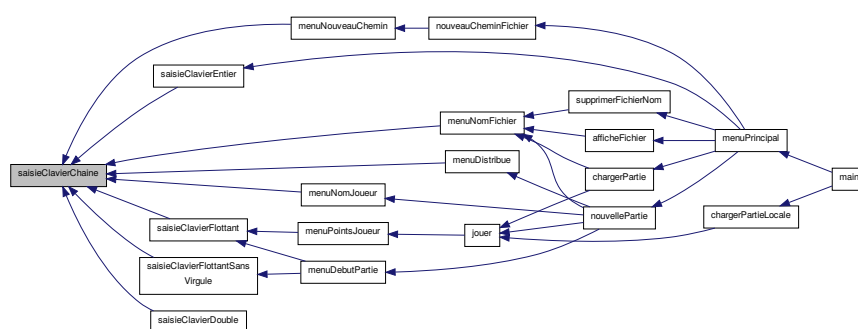 menuNouveauChemin
nouveauCheminFichier
saisieClavierEntier
supprimerFichierNom
menuNomFichier
afficheFichier
menuPrincipal
menuDistribue
saisieClavierChaine
chargerPartie
main
menuNomJoueur
nouvellePartie
chargerPartieLocale
saisieClavierFlottant
menuPointsJoueur
jouer
saisieClavierFlottantSans
Virgule
menuDebutPartie
saisieClavierDouble